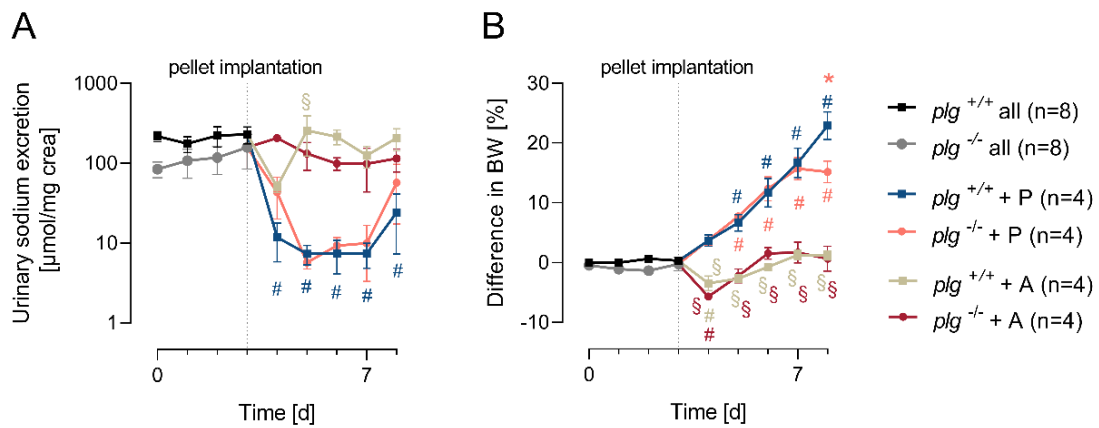 A
B
pellet implantation
pellet implantation
Urinary sodium excretion
[µmol/mg crea]
1000
100
10
1
§
# # # # #
0 7
Time [d]
Difference in BW [%]
30
20
10
0
-10
*
# # # # #
# # # #
§ § § § §
§ § § § §
#
#
0 7
Time [d]
plg +/+ all (n=8)
plg -/- all (n=8)
plg +/+ + P (n=4)
plg -/- + P (n=4)
plg +/+ + A (n=4)
plg -/- + A (n=4)